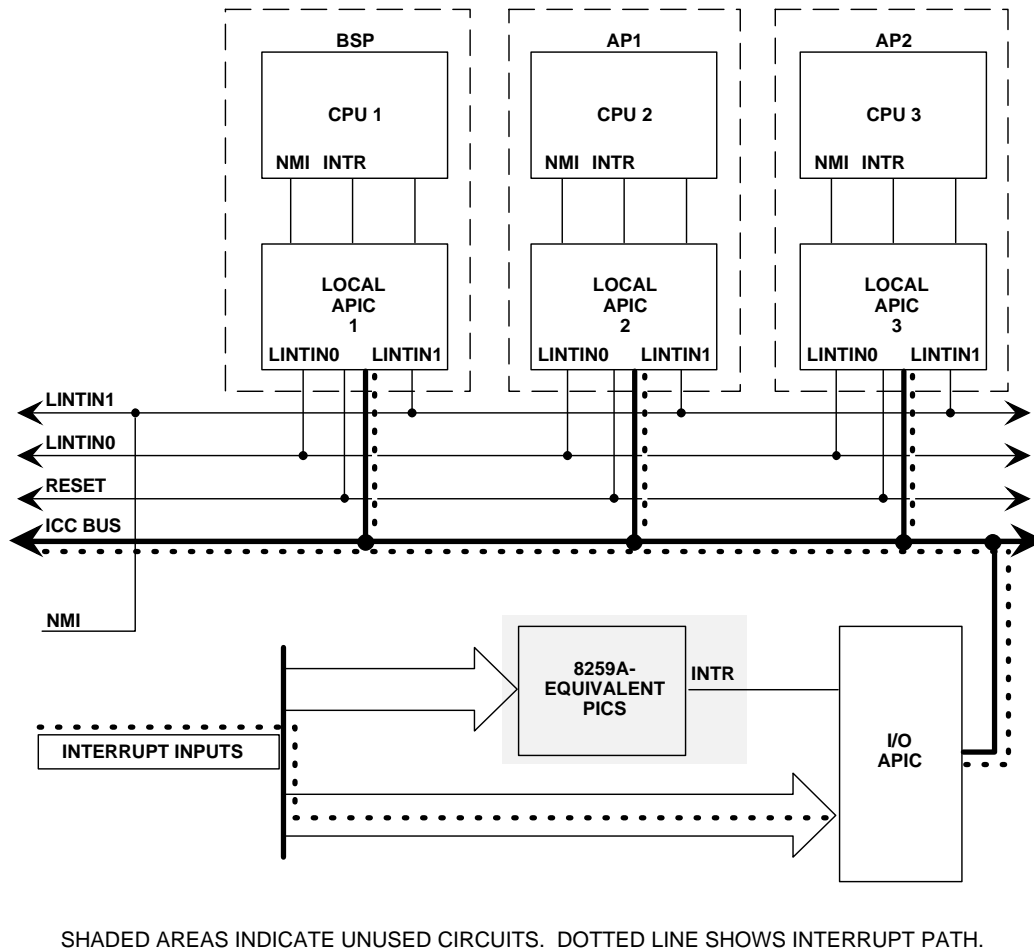 BSP AP1 AP2
CPU 1 CPU 2 CPU 3
NMI INTR NMI INTR NMI INTR
LOCAL APIC 1
LOCAL APIC 2
LOCAL APIC 3
LINTIN0 LINTIN1 LINTIN0 LINTIN1 LINTIN0 LINTIN1
LINTIN1
LINTIN0
RESET
ICC BUS
NMI
8259A-
EQUIVALENT
PICS
INTR
INTERRUPT INPUTS
I/O
APIC
SHADED AREAS INDICATE UNUSED CIRCUITS. DOTTED LINE SHOWS INTERRUPT PATH.